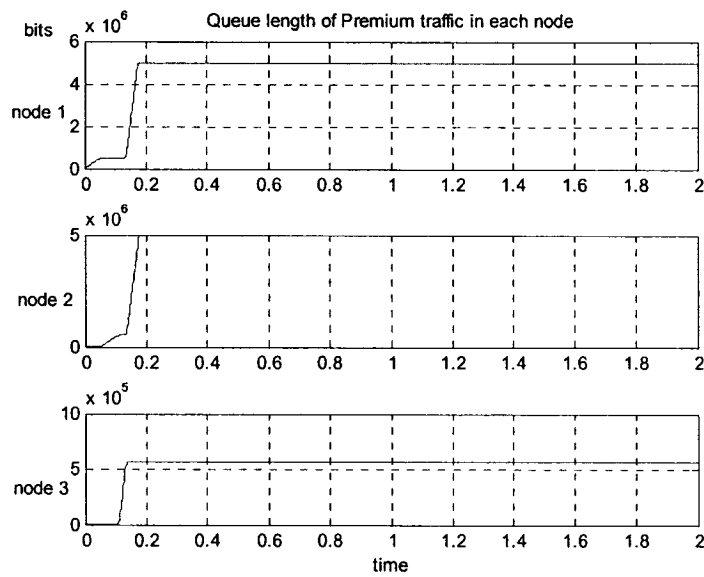 Queue length of Premium traffic in each node
bits
x 10^6
6
4
2
0
node 1
0 0.2 0.4 0.6 0.8 1 1.2 1.4 1.6 1.8 2
x 10^6
5
0
node 2
0 0.2 0.4 0.6 0.8 1 1.2 1.4 1.6 1.8 2
x 10^5
10
5
0
node 3
0 0.2 0.4 0.6 0.8 1 1.2 1.4 1.6 1.8 2
time